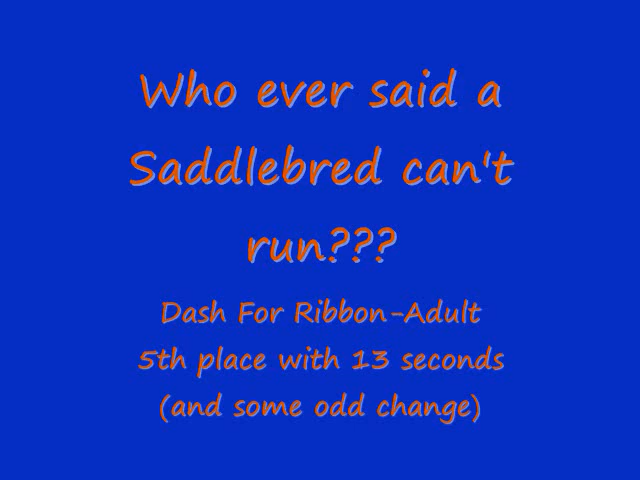 Who ever said a
Saddlebred can't
run???
Dash For Ribbon-Adult
5th place with 13 seconds
(and some odd change)